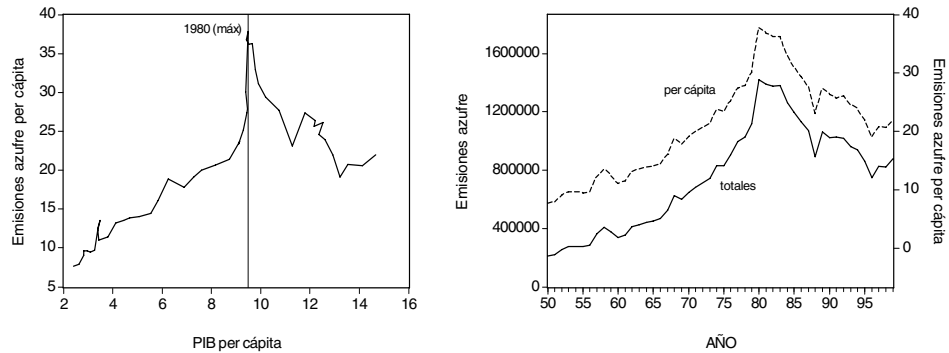 Emisiones azufre per cápita
40
35
30
25
20
15
10
5
1980 (máx)
2 4 6 8 10 12 14 16
PIB per cápita
Emisiones azufre
1600000
1200000
800000
400000
0
per cápita
totales
40
30
20
10
0
Emisiones azufre per cápita
50 55 60 65 70 75 80 85 90 95
AÑO